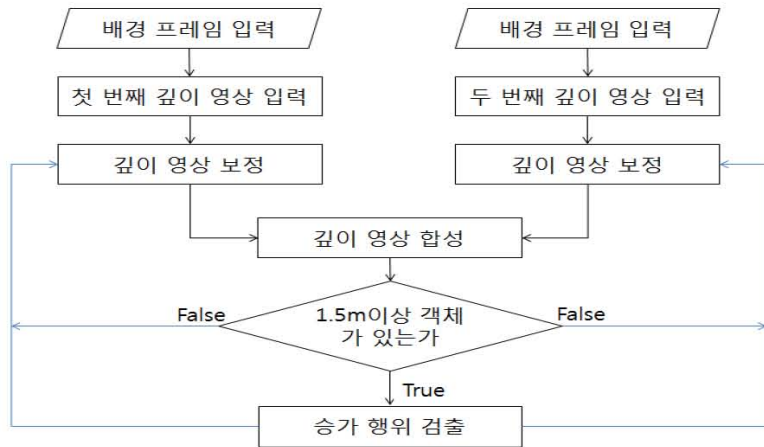 배경 프레임 입력
배경 프레임 입력
첫 번째 깊이 영상 입력
두 번째 깊이 영상 입력
깊이 영상 보정
깊이 영상 보정
깊이 영상 합성
False
1.5m이상 객체
가 있는가
False
True
승가 행위 검출